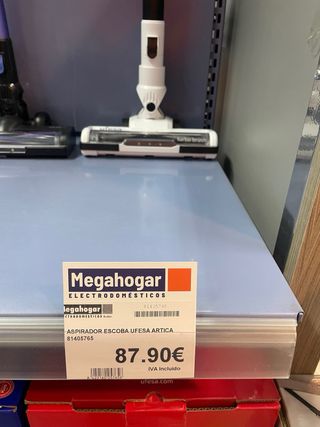 Megahogar
ELECTRODOMÉSTICOS
Megahogar
ASPIRADOR ESCOBA UFESA ARTICA
81405765
87.90€
IVA Incluido
ufesa.com